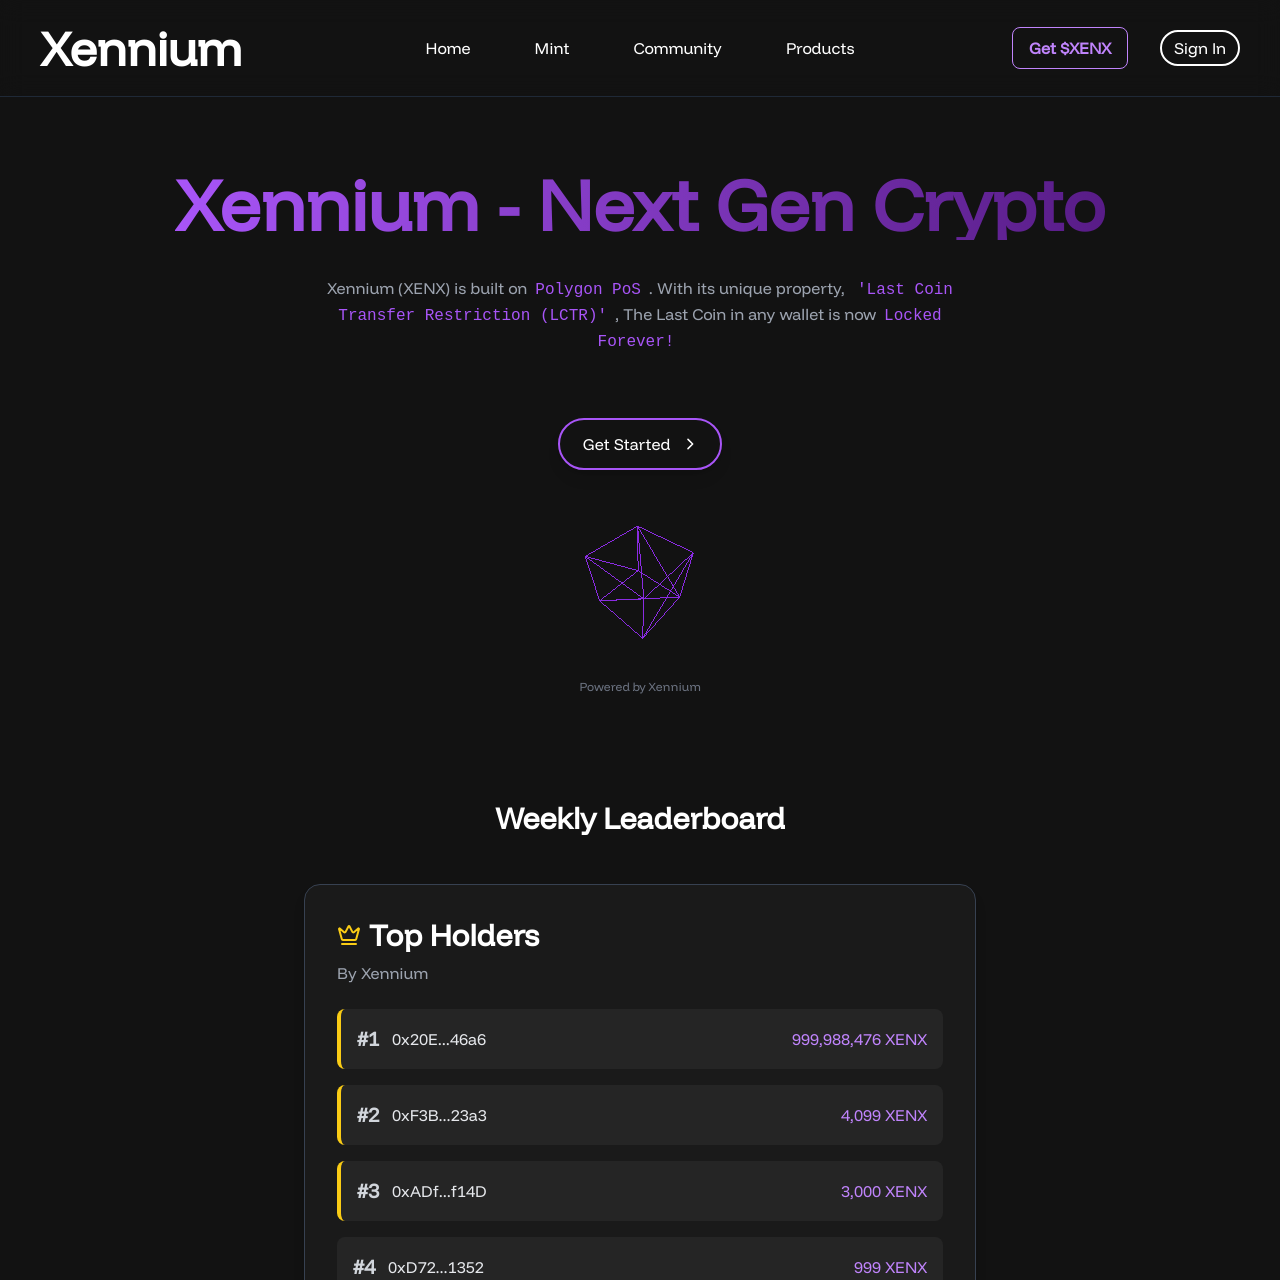 Xennium
Home
Mint
Community
Products
Get $XENX
Sign In
Xennium - Next Gen Crypto
Xennium (XENX) is built on Polygon PoS . With its unique property, 'Last Coin
Transfer Restriction (LCTR)' , The Last Coin in any wallet is now Locked
Forever!
Get Started
Powered by Xennium
Weekly Leaderboard
Top Holders
By Xennium
#1 0x20E...46a6 999,988,476 XENX
#2 0xF3B...23a3 4,099 XENX
#3 0xADf...f14D 3,000 XENX
#4 0xD72...1352 999 XENX